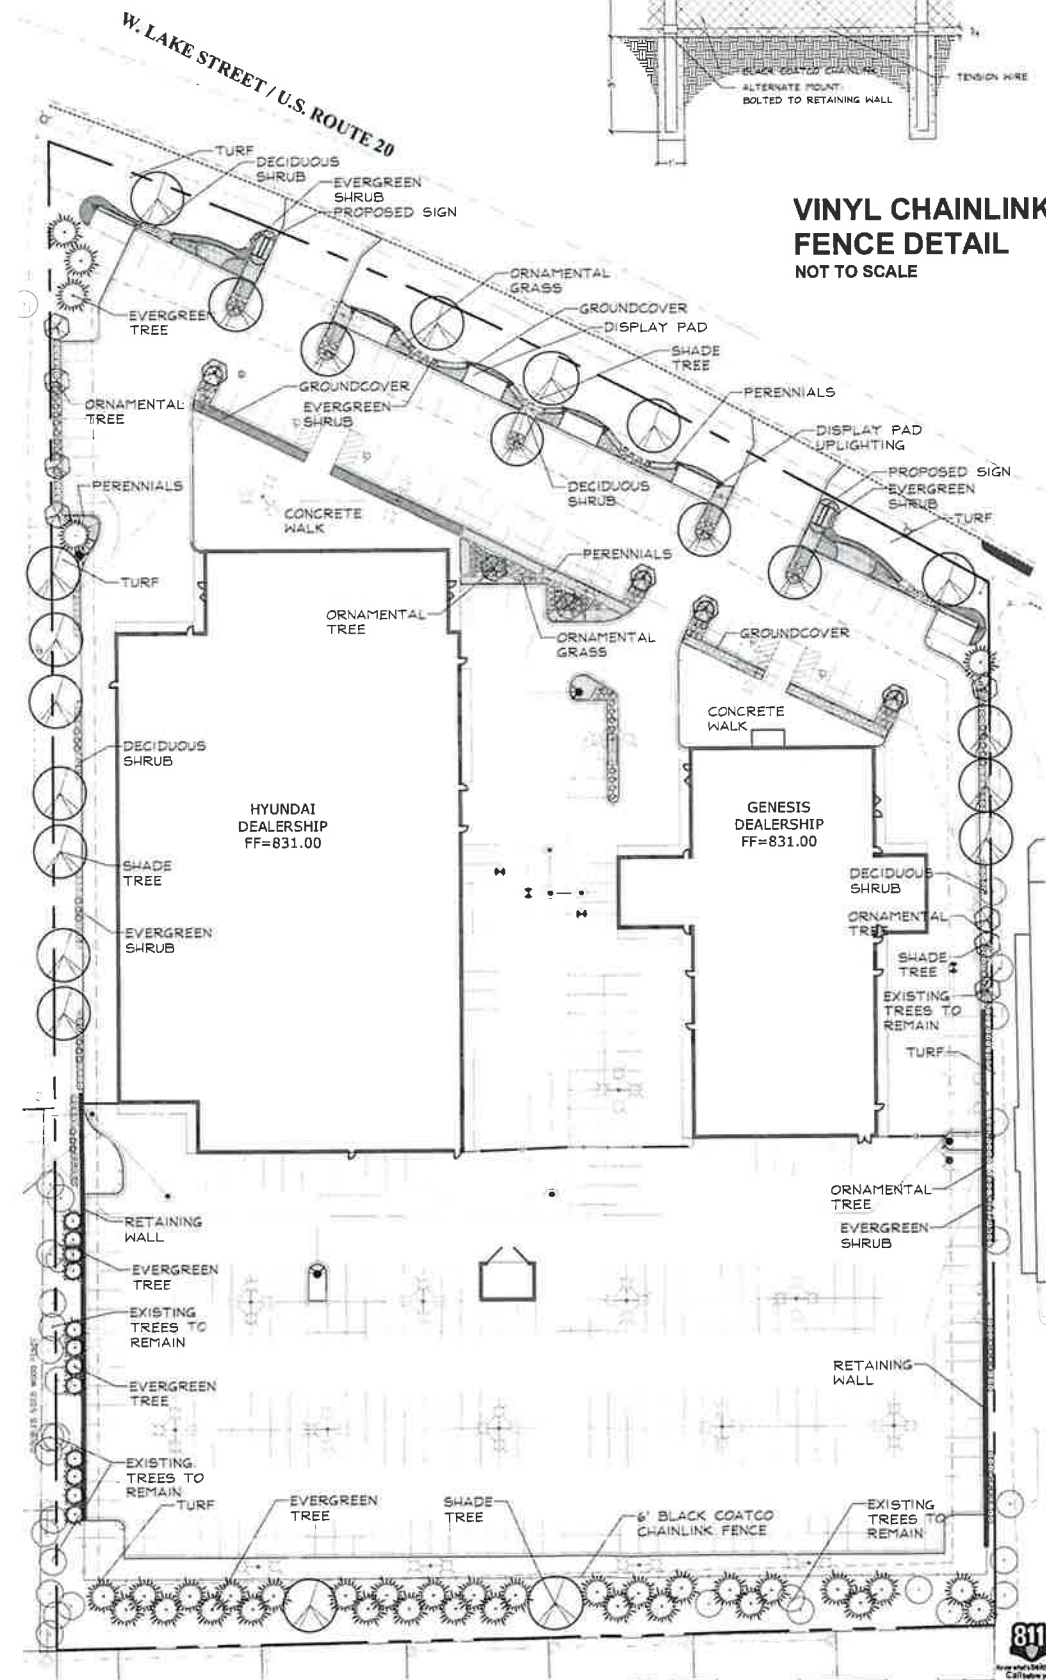 W. LAKE STREET / U.S. ROUTE 20
BLACK COATCO CHAINLINK
TENSION WIRE
ALTERNATE MOUNT:
BOLTED TO RETAINING WALL
1'
VINYL CHAINLINK
FENCE DETAIL
NOT TO SCALE
TURF
DECIDUOUS
SHRUB
EVERGREEN
SHRUB
PROPOSED SIGN
ORNAMENTAL
GRASS
GROUNDCOVER
DISPLAY PAD
SHADE
TREE
EVERGREEN
TREE
GROUNDCOVER
EVERGREEN
SHRUB
PERENNIALS
ORNAMENTAL
TREE
DISPLAY PAD
UPLIGHTING
PROPOSED SIGN
EVERGREEN
SHRUB
TURF
DECIDUOUS
SHRUB
PERENNIALS
CONCRETE
WALK
PERENNIALS
TURF
ORNAMENTAL
TREE
ORNAMENTAL
GRASS
GROUNDCOVER
CONCRETE
WALK
DECIDUOUS
SHRUB
HYUNDAI
DEALERSHIP
FF=831.00
GENESIS
DEALERSHIP
FF=831.00
SHADE
TREE
DECIDUOUS
SHRUB
EVERGREEN
SHRUB
ORNAMENTAL
TREE
SHADE
TREE
EXISTING
TREES TO
REMAIN
TURF
ORNAMENTAL
TREE
RETAINING
WALL
EVERGREEN
SHRUB
EVERGREEN
TREE
EXISTING
TREES TO
REMAIN
EVERGREEN
TREE
RETAINING
WALL
EXISTING
TREES TO
REMAIN
TURF
EVERGREEN
TREE
SHADE
TREE
6' BLACK COATCO
CHAINLINK FENCE
EXISTING
TREES TO
REMAIN
811